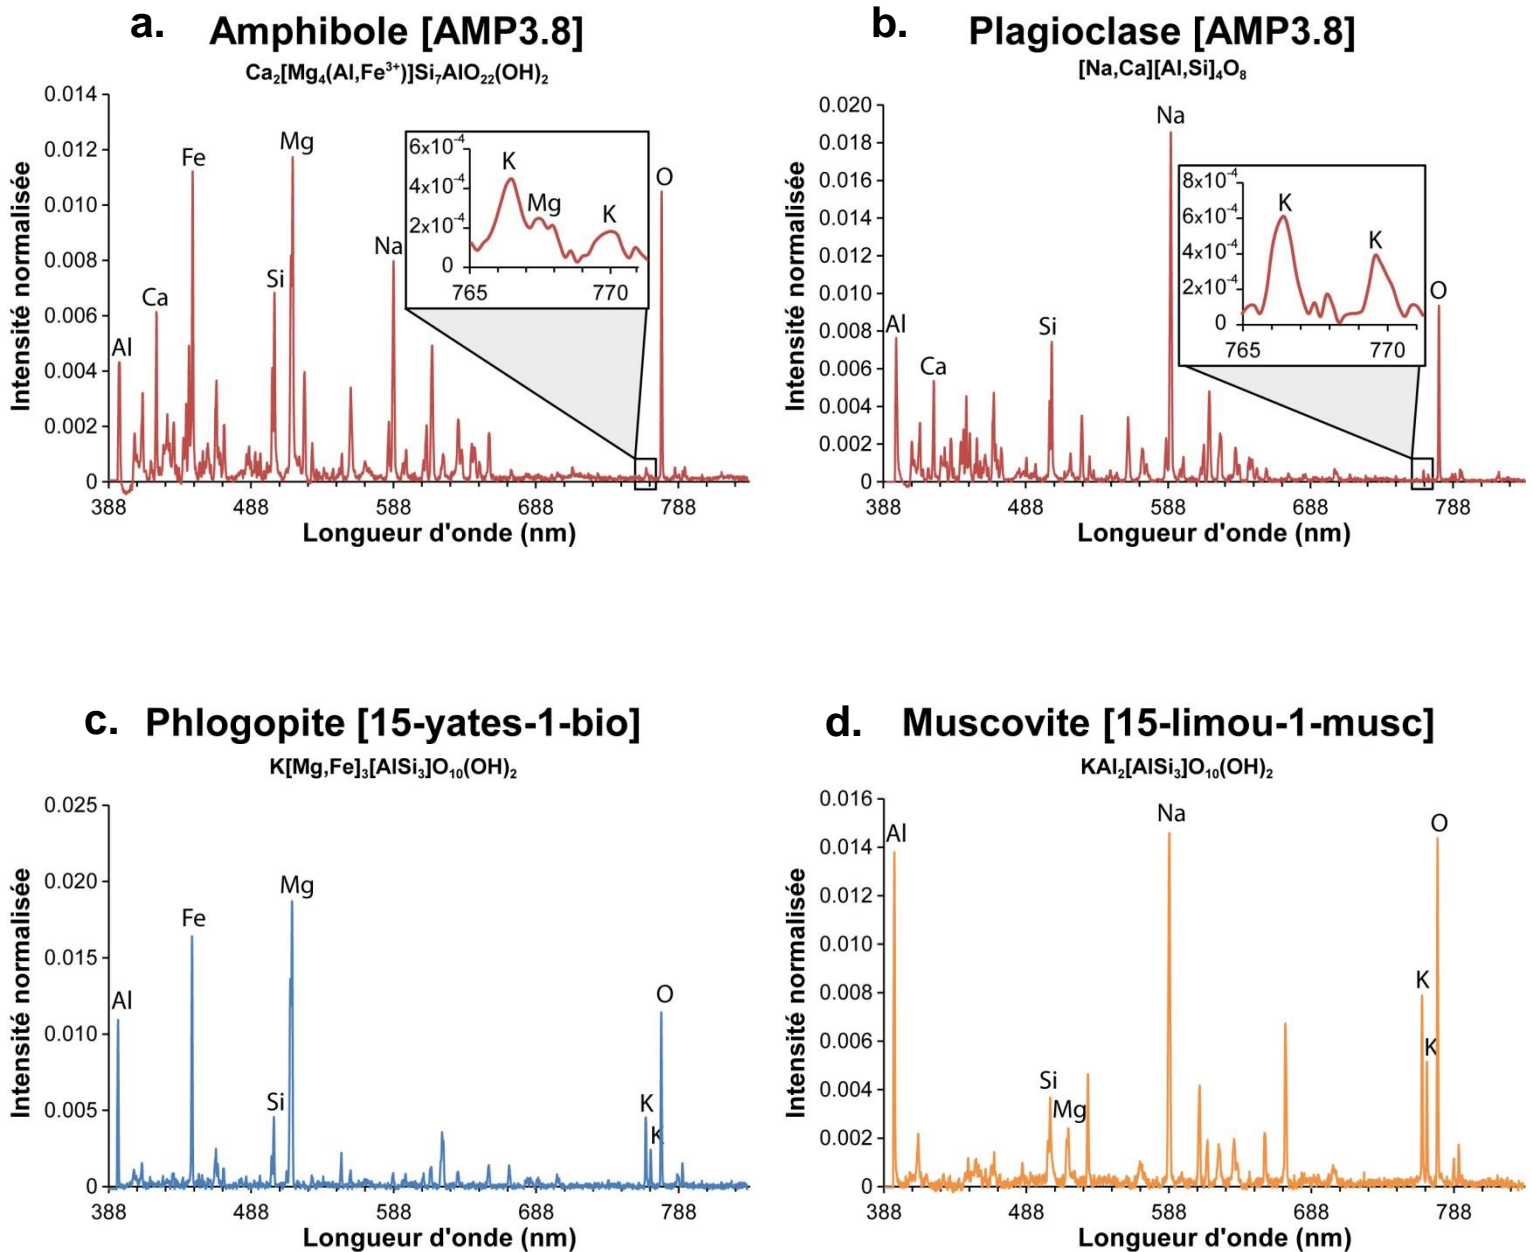 a. Amphibole [AMP3.8]
Ca₂[Mg₄(Al,Fe³⁺)]Si₇AlO₂₂(OH)₂
Intensité normalisée
0.014
0.012
0.010
0.008
0.006
0.004
0.002
0
Al
Ca
Fe
Si
Mg
Na
O
6x10⁻⁴
4x10⁻⁴
2x10⁻⁴
0
K
Mg
K
765
770
388
488
588
688
788
Longueur d'onde (nm)
b. Plagioclase [AMP3.8]
[Na,Ca][Al,Si]₄O₈
Intensité normalisée
0.020
0.018
0.016
0.014
0.012
0.010
0.008
0.006
0.004
0.002
0
Al
Ca
Si
Na
O
8x10⁻⁴
6x10⁻⁴
4x10⁻⁴
2x10⁻⁴
0
K
K
765
770
388
488
588
688
788
Longueur d'onde (nm)
c. Phlogopite [15-yates-1-bio]
K[Mg,Fe]₃[AlSi₃]O₁₀(OH)₂
Intensité normalisée
0.025
0.020
0.015
0.010
0.005
0
Al
Fe
Si
Mg
K
K
O
388
488
588
688
788
Longueur d'onde (nm)
d. Muscovite [15-limou-1-musc]
KAl₂[AlSi₃]O₁₀(OH)₂
Intensité normalisée
0.016
0.014
0.012
0.010
0.008
0.006
0.004
0.002
0
Al
Si
Mg
Na
K
K
O
388
488
588
688
788
Longueur d'onde (nm)